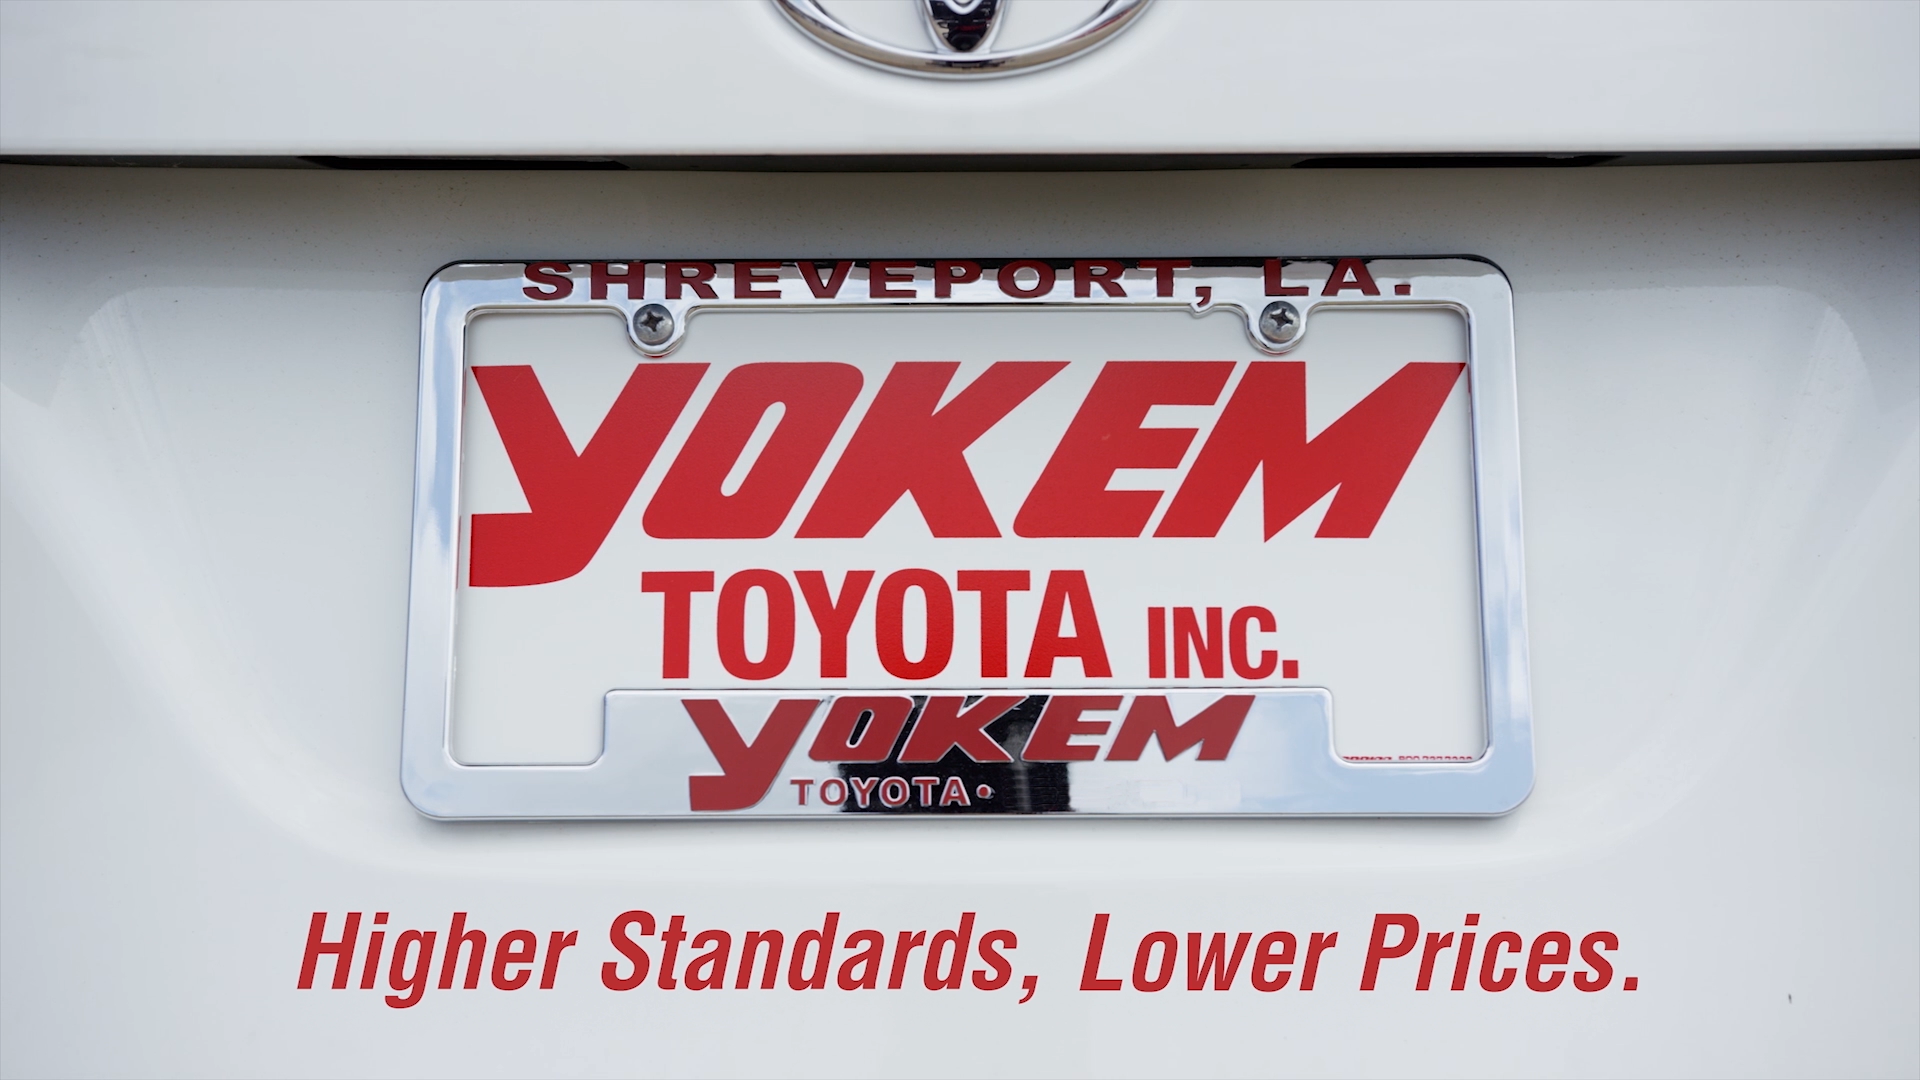 SHREVEPORT, LA.
YOKEM
TOYOTA INC.
YOKEM
TOYOTA•
Higher Standards, Lower Prices.